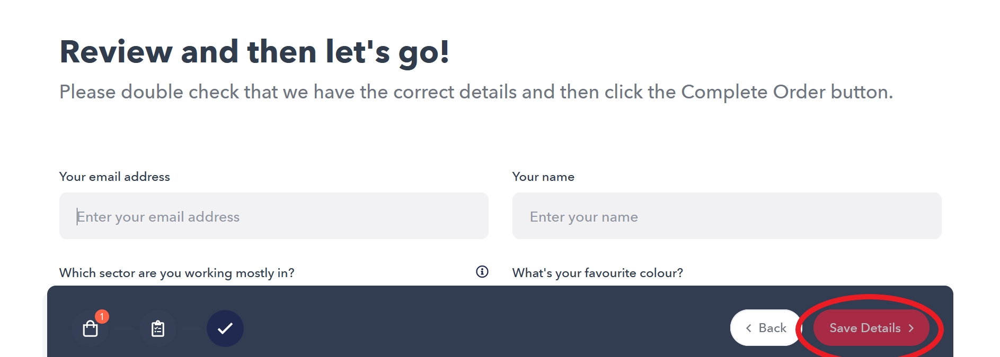 Review and then let's go!
Please double check that we have the correct details and then click the Complete Order button.
Your email address
Your name
Enter your email address
Enter your name
Which sector are you working mostly in?
What's your favourite colour?
1
Back
Save Details